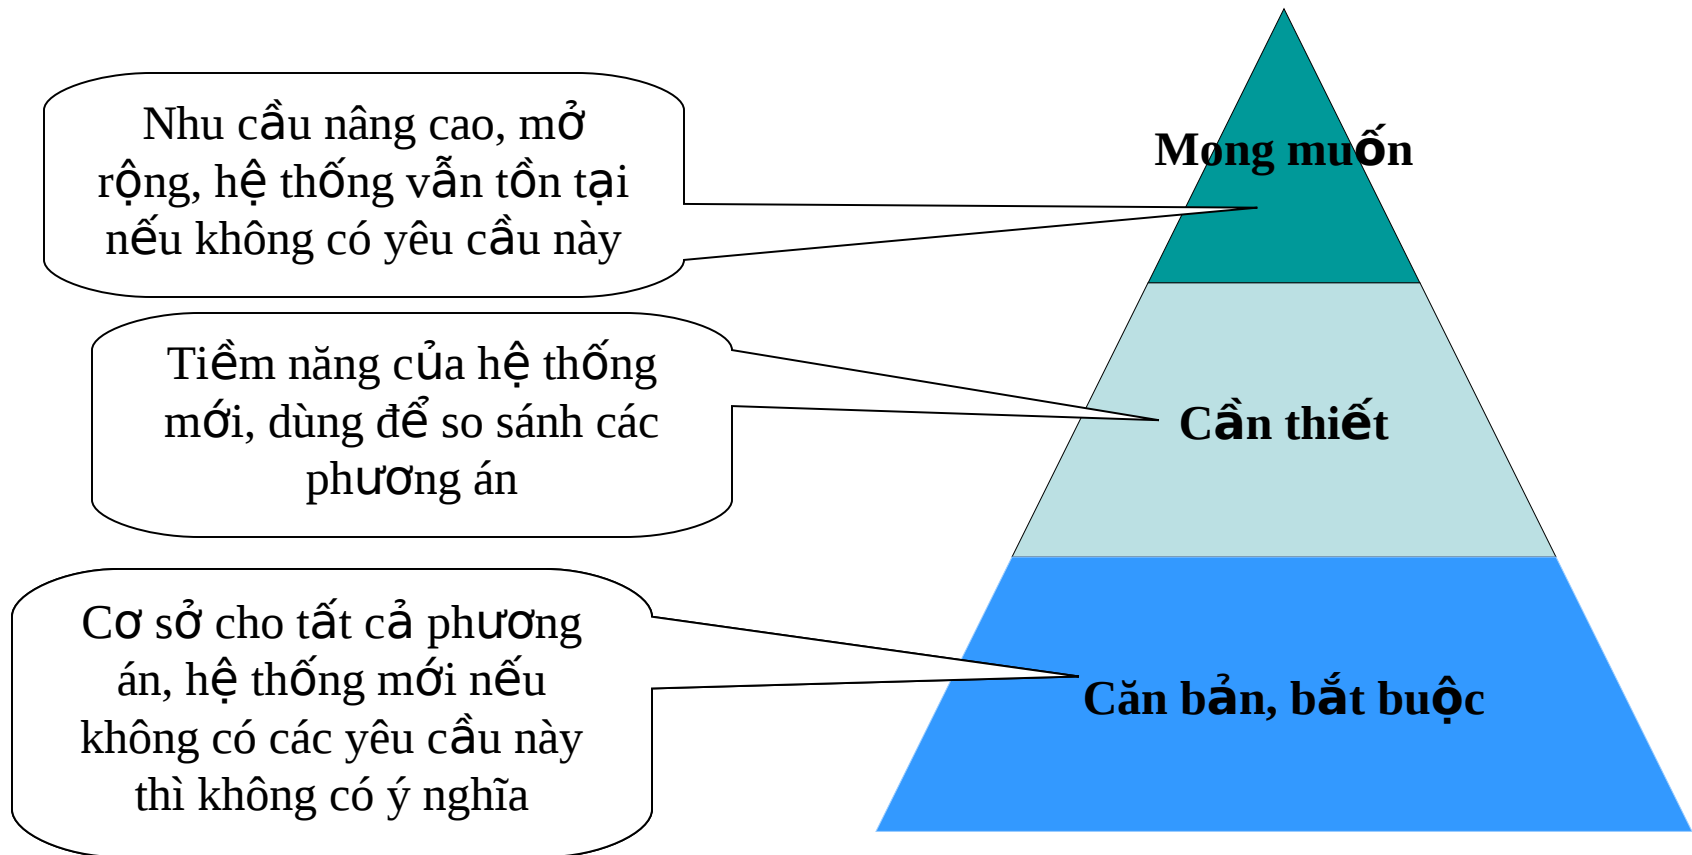 Nhu cầu nâng cao, mở
rộng, hệ thống vẫn tồn tại
nếu không có yêu cầu này
Mong muốn
Tiềm năng của hệ thống
mới, dùng để so sánh các
phương án
Cần thiết
Cơ sở cho tất cả phương
án, hệ thống mới nếu
không có các yêu cầu này
thì không có ý nghĩa
Căn bản, bắt buộc